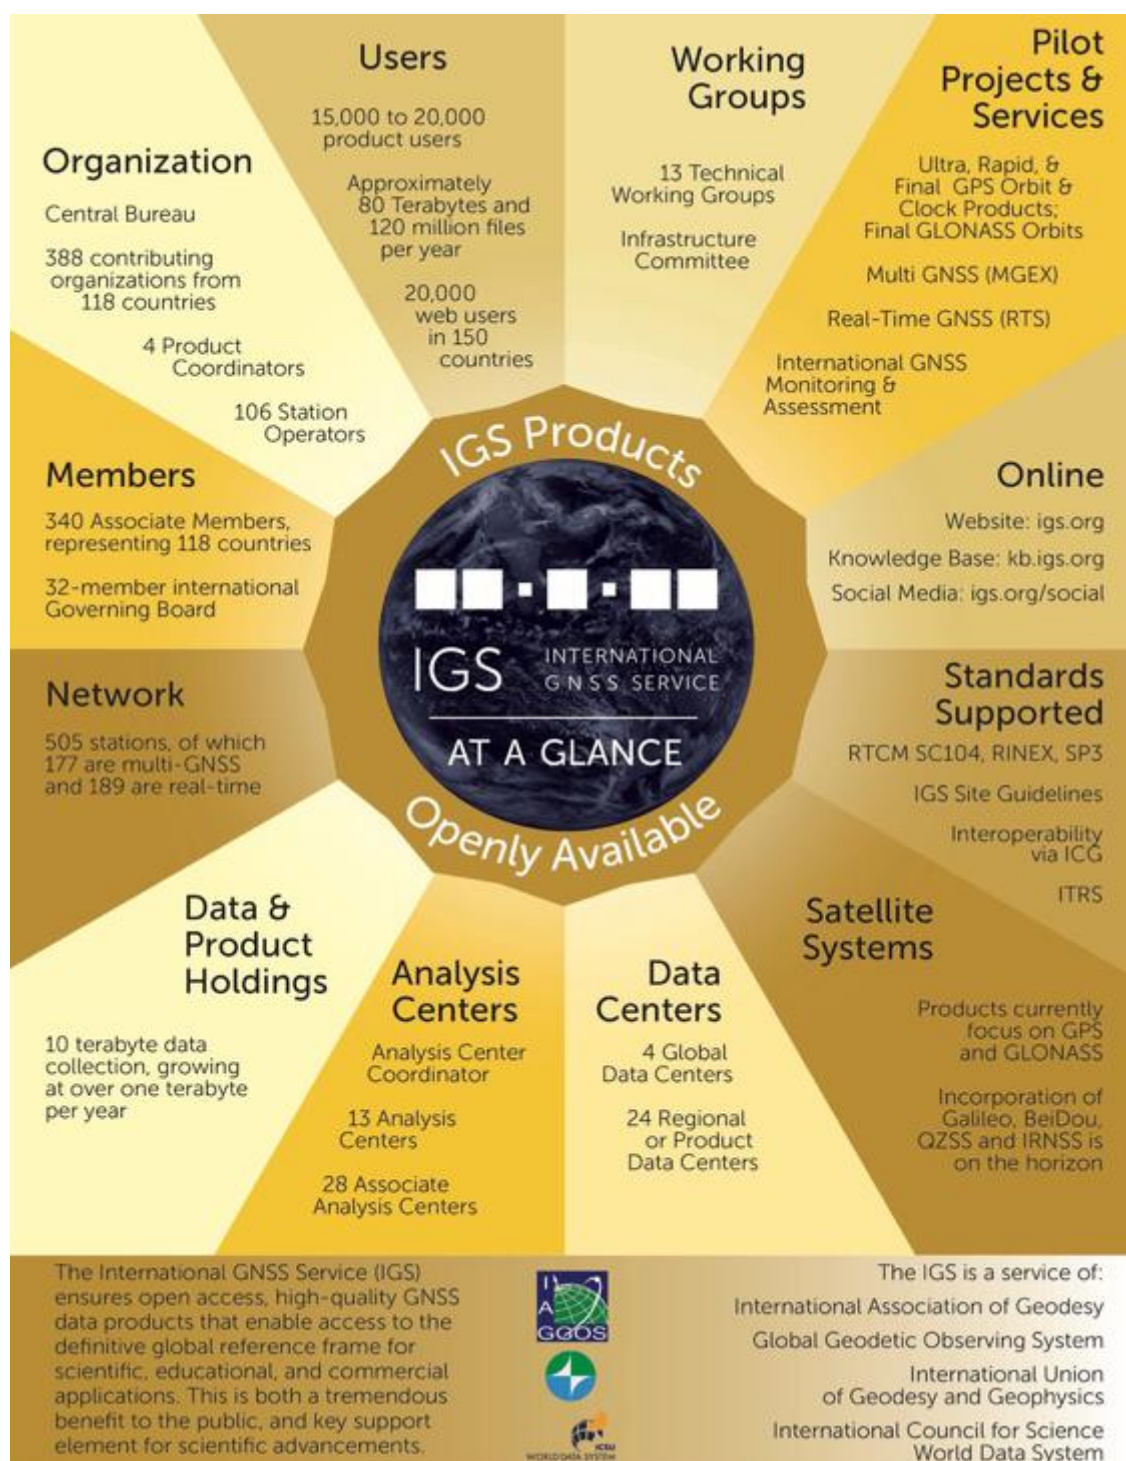 Users
15,000 to 20,000
product users
Approximately
80 Terabytes and
120 million files
per year
20,000
web users
in 150
countries
Working
Groups
13 Technical
Working Groups
Infrastructure
Committee
Pilot
Projects &
Services
Ultra, Rapid, &
Final GPS Orbit &
Clock Products;
Final GLONASS Orbits
Multi GNSS (MGEX)
Real-Time GNSS (RTS)
International GNSS
Monitoring &
Assessment
Organization
Central Bureau
388 contributing
organizations from
118 countries
4 Product
Coordinators
106 Station
Operators
Members
340 Associate Members,
representing 118 countries
32-member international
Governing Board
Online
Website: igs.org
Knowledge Base: kb.igs.org
Social Media: igs.org/social
IGS Products
IGS
INTERNATIONAL
GNSS SERVICE
AT A GLANCE
Openly Available
Network
505 stations, of which
177 are multi-GNSS
and 189 are real-time
Standards
Supported
RTCM SC104, RINEX, SP3
IGS Site Guidelines
Interoperability
via ICG
ITRS
Data &
Product
Holdings
10 terabyte data
collection, growing
at over one terabyte
per year
Analysis
Centers
Analysis Center
Coordinator
13 Analysis
Centers
28 Associate
Analysis Centers
Data
Centers
4 Global
Data Centers
24 Regional
or Product
Data Centers
Satellite
Systems
Products currently
focus on GPS
and GLONASS
Incorporation of
Galileo, BeiDou,
QZSS and IRNSS is
on the horizon
The International GNSS Service (IGS)
ensures open access, high-quality GNSS
data products that enable access to the
definitive global reference frame for
scientific, educational, and commercial
applications. This is both a tremendous
benefit to the public, and key support
element for scientific advancements.
I
A
GGOS
ICSU
WORLD DATA SYSTEM
The IGS is a service of:
International Association of Geodesy
Global Geodetic Observing System
International Union
of Geodesy and Geophysics
International Council for Science
World Data System